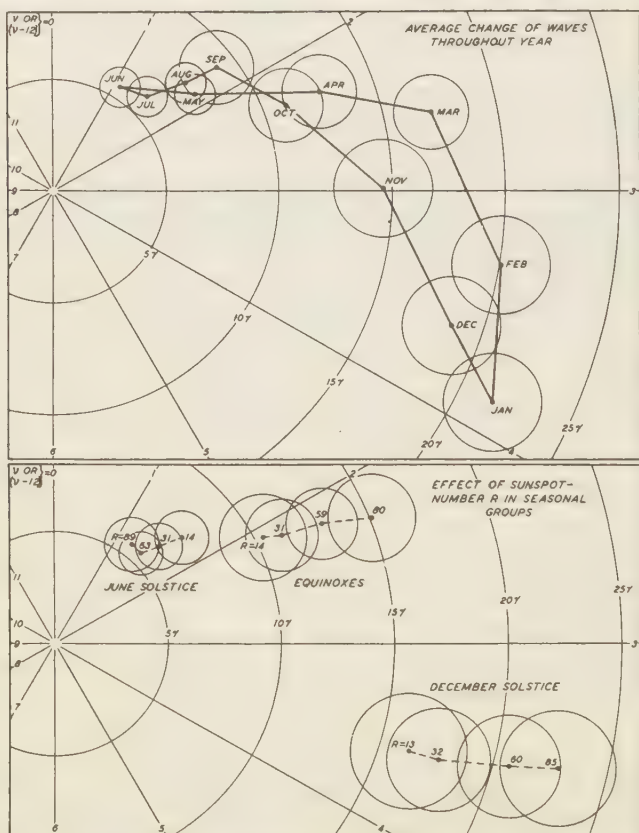 ν OR
(ν-12)} =0
1
2
AVERAGE CHANGE OF WAVES
THROUGHOUT YEAR
SEP
JUN
AUG
JUL
MAY
APR
OCT
MAR
11
10
9
8
7
NOV
3
5γ
FEB
10γ
DEC
15γ
JAN
20γ
25γ
6
5
4
ν OR
(ν-12)} =0
1
2
EFFECT OF SUNSPOT-
NUMBER R IN SEASONAL
GROUPS
R=89
63
31
14
R=14
31
59
80
JUNE SOLSTICE
EQUINOXES
11
10
9
8
7
5γ
10γ
15γ
20γ
25γ
3
DECEMBER SOLSTICE
R=13
32
60
85
6
5
4